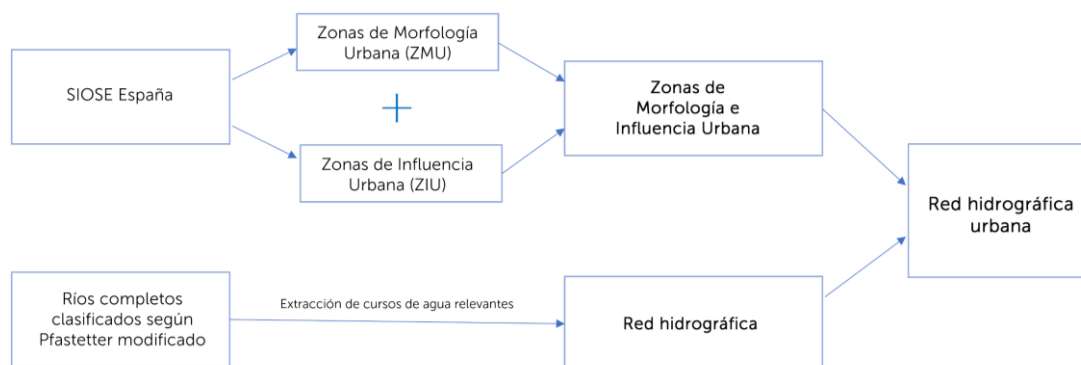 Zonas de Morfología
Urbana (ZMU)
SIOSE España
Zonas de Influencia
Urbana (ZIU)
Zonas de
Morfología e
Influencia Urbana
Red hidrográfica
urbana
Ríos completos
clasificados según
Pfastetter modificado
Extracción de cursos de agua relevantes
Red hidrográfica